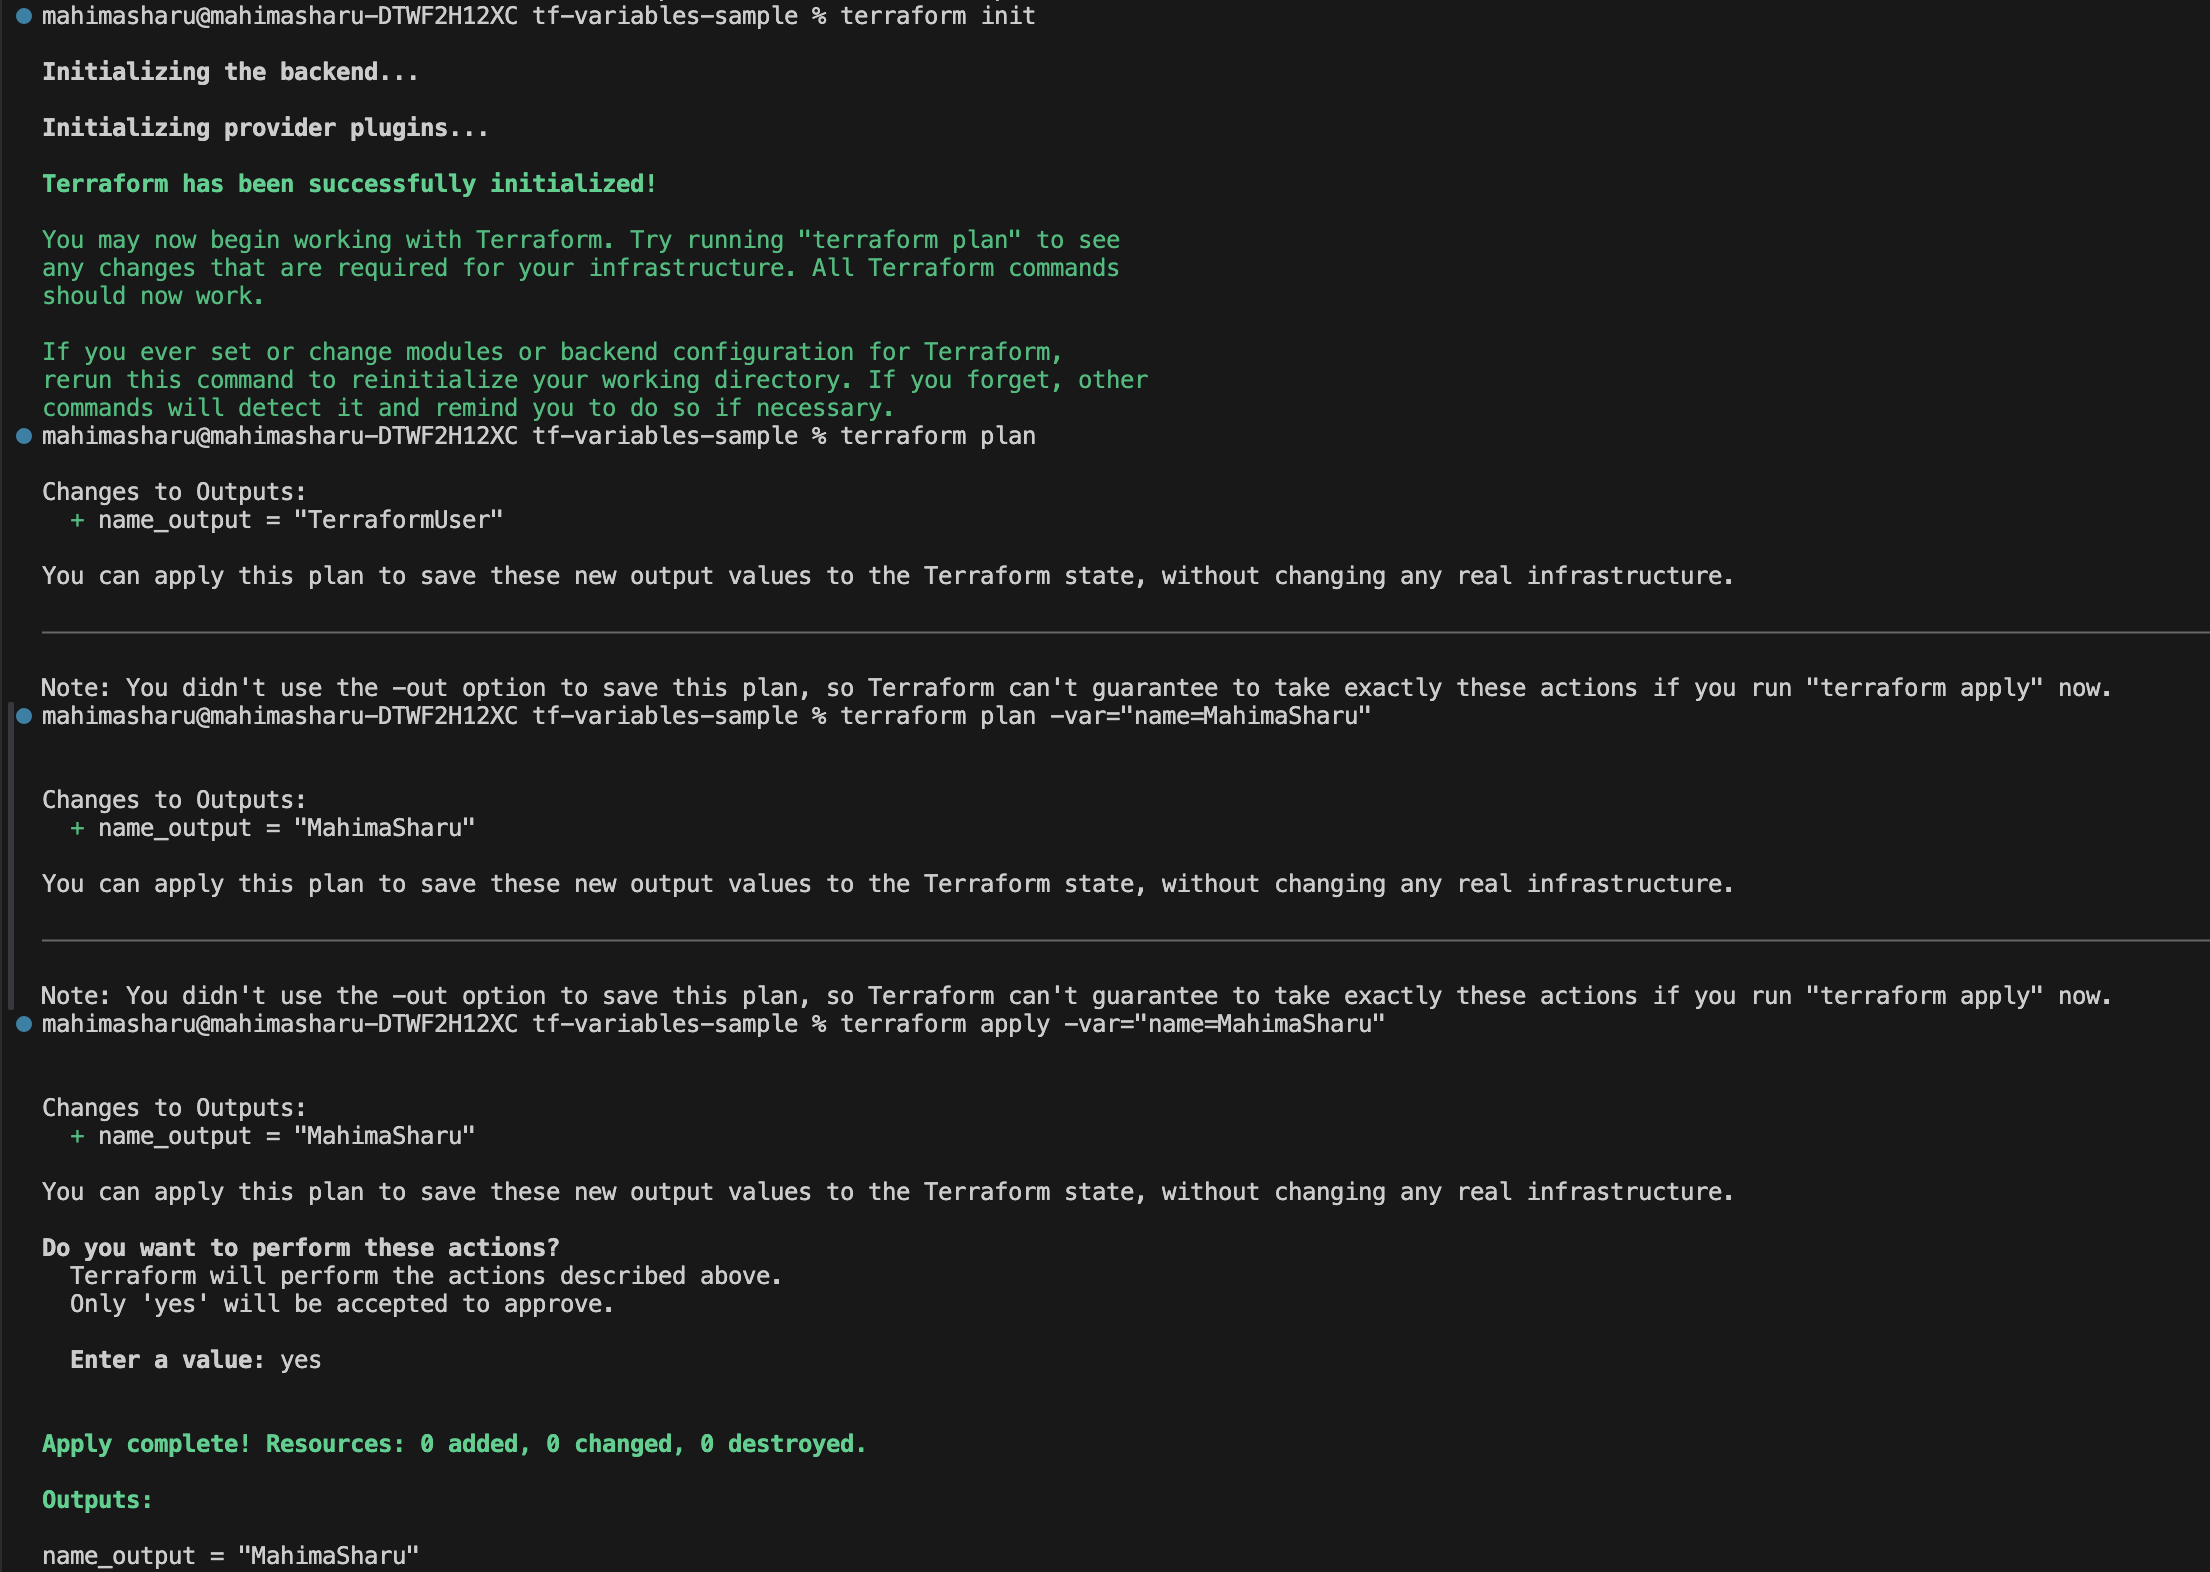 mahimasharu@mahimasharu-DTWF2H12XC tf-variables-sample % terraform init
Initializing the backend...
Initializing provider plugins...
Terraform has been successfully initialized!
You may now begin working with Terraform. Try running "terraform plan" to see
any changes that are required for your infrastructure. All Terraform commands
should now work.
If you ever set or change modules or backend configuration for Terraform,
rerun this command to reinitialize your working directory. If you forget, other
commands will detect it and remind you to do so if necessary.
mahimasharu@mahimasharu-DTWF2H12XC tf-variables-sample % terraform plan
Changes to Outputs:
+ name_output = "TerraformUser"
You can apply this plan to save these new output values to the Terraform state, without changing any real infrastructure.
Note: You didn't use the -out option to save this plan, so Terraform can't guarantee to take exactly these actions if you run "terraform apply" now.
mahimasharu@mahimasharu-DTWF2H12XC tf-variables-sample % terraform plan -var="name=MahimaSharu"
Changes to Outputs:
+ name_output = "MahimaSharu"
You can apply this plan to save these new output values to the Terraform state, without changing any real infrastructure.
Note: You didn't use the -out option to save this plan, so Terraform can't guarantee to take exactly these actions if you run "terraform apply" now.
mahimasharu@mahimasharu-DTWF2H12XC tf-variables-sample % terraform apply -var="name=MahimaSharu"
Changes to Outputs:
+ name_output = "MahimaSharu"
You can apply this plan to save these new output values to the Terraform state, without changing any real infrastructure.
Do you want to perform these actions?
Terraform will perform the actions described above.
Only 'yes' will be accepted to approve.
Enter a value: yes
Apply complete! Resources: 0 added, 0 changed, 0 destroyed.
Outputs:
name_output = "MahimaSharu"